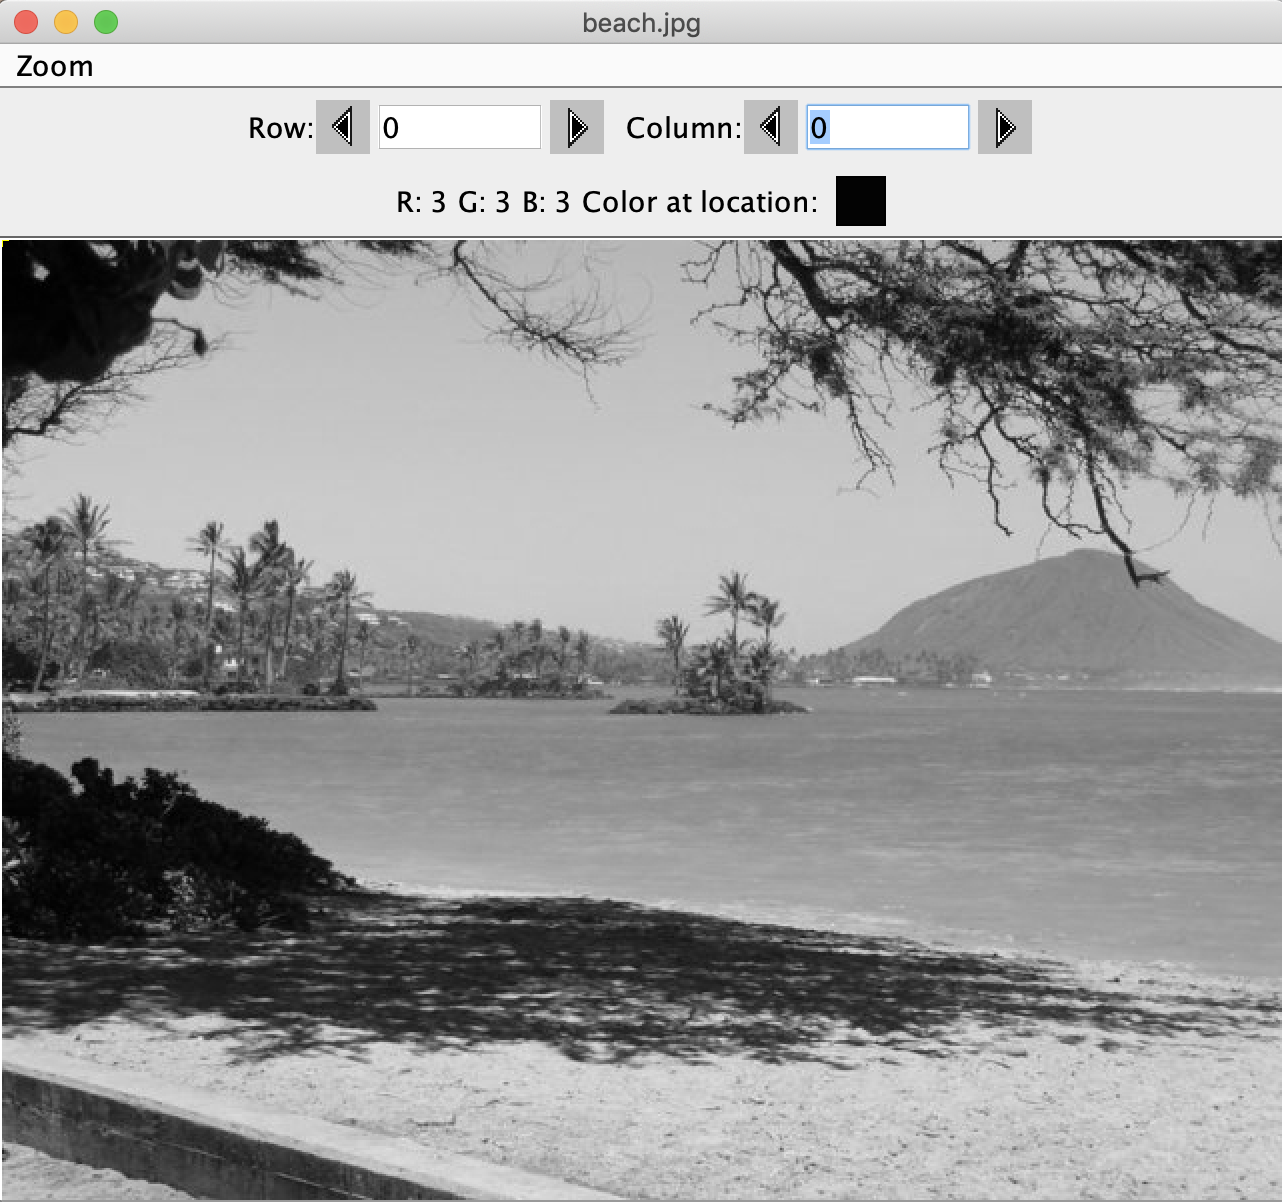 beach.jpg
Zoom
Row: 0 Column: 0
R: 3 G: 3 B: 3 Color at location: